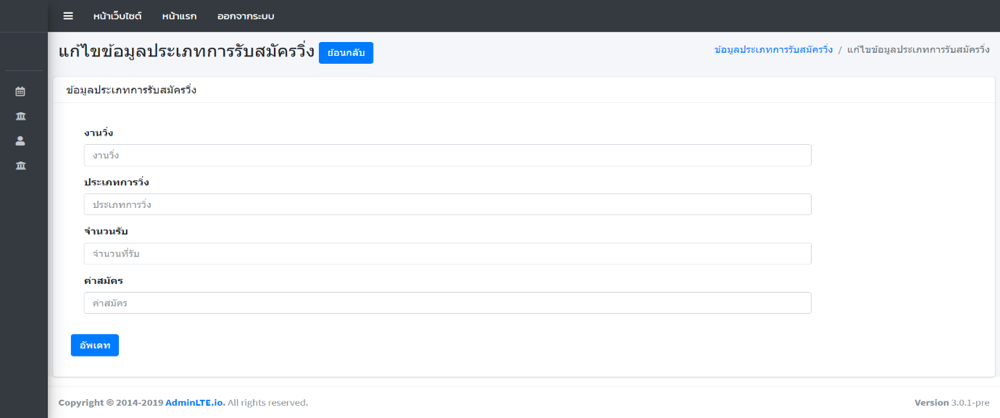 หน้าเว็บไซต์ หน้าแรก ออกจากระบบ
แก้ไขข้อมูลประเภทการรับสมัครวิ่ง ย้อนกลับ
ข้อมูลประเภทการรับสมัครวิ่ง / แก้ไขข้อมูลประเภทการรับสมัครวิ่ง
ข้อมูลประเภทการรับสมัครวิ่ง
งานวิ่ง
งานวิ่ง
ประเภทการวิ่ง
ประเภทการวิ่ง
จำนวนรับ
จำนวนที่รับ
ค่าสมัคร
ค่าสมัคร
อัพเดท
Copyright © 2014-2019 AdminLTE.io. All rights reserved.
Version 3.0.1-pre